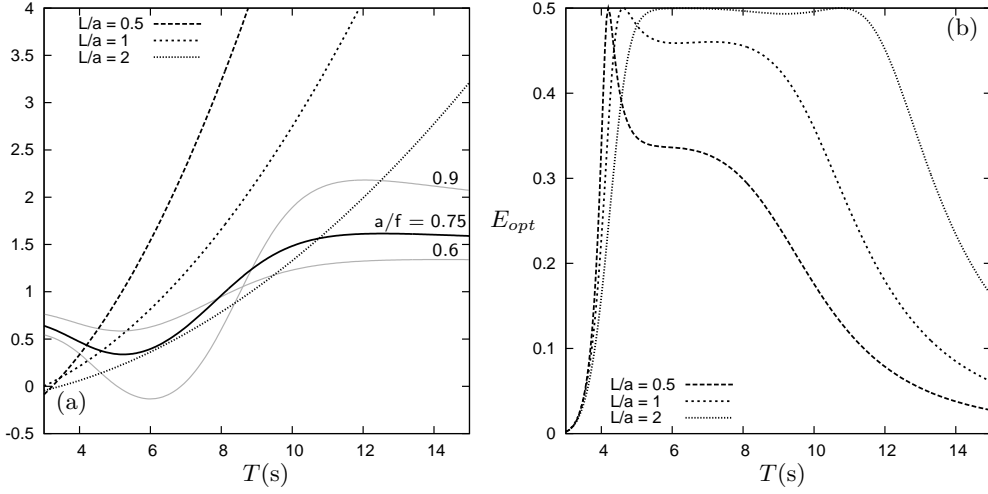 4
3.5
3
2.5
2
1.5
1
0.5
0
-0.5
L/a = 0.5
L/a = 1
L/a = 2
0.9
a/f = 0.75
0.6
(a)
4 6 8 10 12 14
T(s)
0.5
0.4
0.3
0.2
0.1
0
E_opt
(b)
L/a = 0.5
L/a = 1
L/a = 2
4 6 8 10 12 14
T(s)